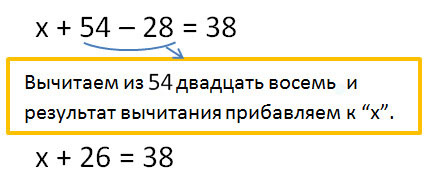 x + 54 – 28 = 38
Вычитаем из 54 двадцать восемь и
результат вычитания прибавляем к “x”.
x + 26 = 38